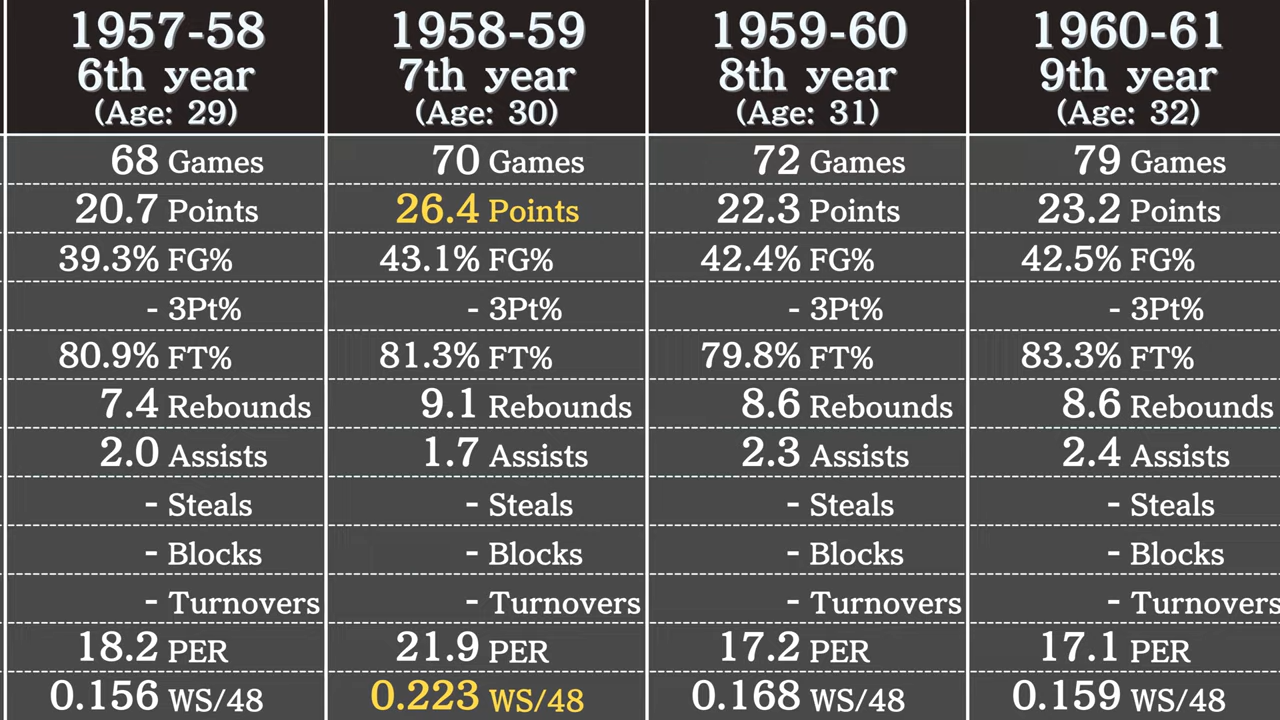 1957-58 1958-59 1959-60 1960-61
6th year 7th year 8th year 9th year
(Age: 29) (Age: 30) (Age: 31) (Age: 32)
68 Games 70 Games 72 Games 79 Games
20.7 Points 26.4 Points 22.3 Points 23.2 Points
39.3% FG% 43.1% FG% 42.4% FG% 42.5% FG%
- 3Pt% - 3Pt% - 3Pt% - 3Pt%
80.9% FT% 81.3% FT% 79.8% FT% 83.3% FT%
7.4 Rebounds 9.1 Rebounds 8.6 Rebounds 8.6 Rebounds
2.0 Assists 1.7 Assists 2.3 Assists 2.4 Assists
- Steals - Steals - Steals - Steals
- Blocks - Blocks - Blocks - Blocks
- Turnovers - Turnovers - Turnovers - Turnovers
18.2 PER 21.9 PER 17.2 PER 17.1 PER
0.156 WS/48 0.223 WS/48 0.168 WS/48 0.159 WS/48